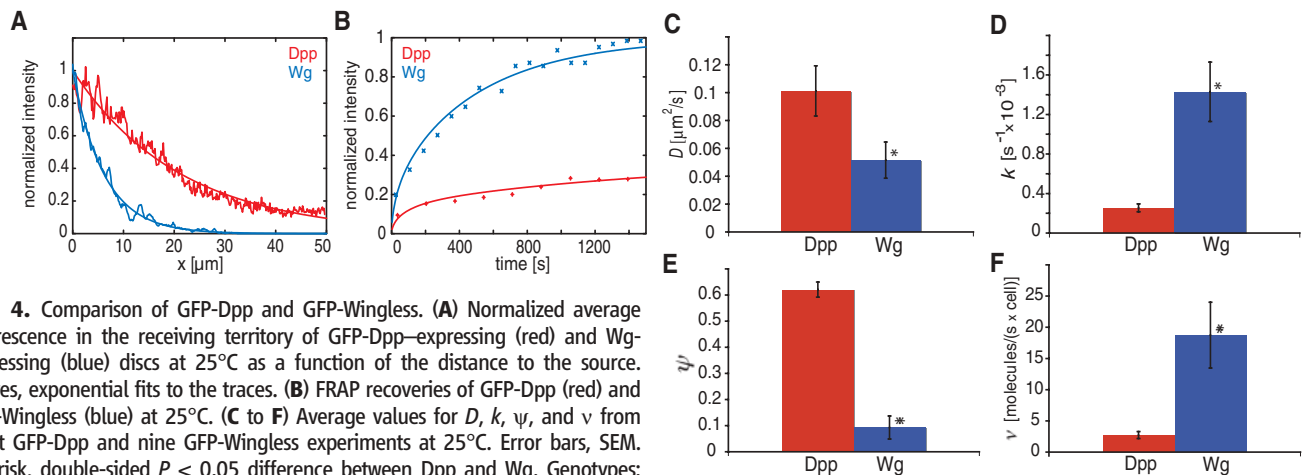 A
normalized intensity
1
0.8
0.6
0.4
0.2
0
0 10 20 30 40 50
x [µm]
Dpp
Wg
B
normalized intensity
1
0.8
0.6
0.4
0.2
0
0 400 800 1200
time [s]
Dpp
Wg
C
D [µm²/s]
0.12
0.1
0.08
0.06
0.04
0.02
0
*
Dpp Wg
D
k [s⁻¹x 10⁻³]
1.6
1.2
0.8
0.4
0
*
Dpp Wg
E
ψ
0.6
0.5
0.4
0.3
0.2
0.1
0
*
Dpp Wg
F
ν [molecules/(s x cell)]
25
20
15
10
5
0
*
Dpp Wg
4. Comparison of GFP-Dpp and GFP-Wingless. (A) Normalized average
rescence in the receiving territory of GFP-Dpp–expressing (red) and Wg-
essing (blue) discs at 25°C as a function of the distance to the source.
es, exponential fits to the traces. (B) FRAP recoveries of GFP-Dpp (red) and
-Wingless (blue) at 25°C. (C to F) Average values for D, k, ψ, and ν from
t GFP-Dpp and nine GFP-Wingless experiments at 25°C. Error bars, SEM.
risk, double-sided P < 0.05 difference between Dpp and Wg. Genotypes: